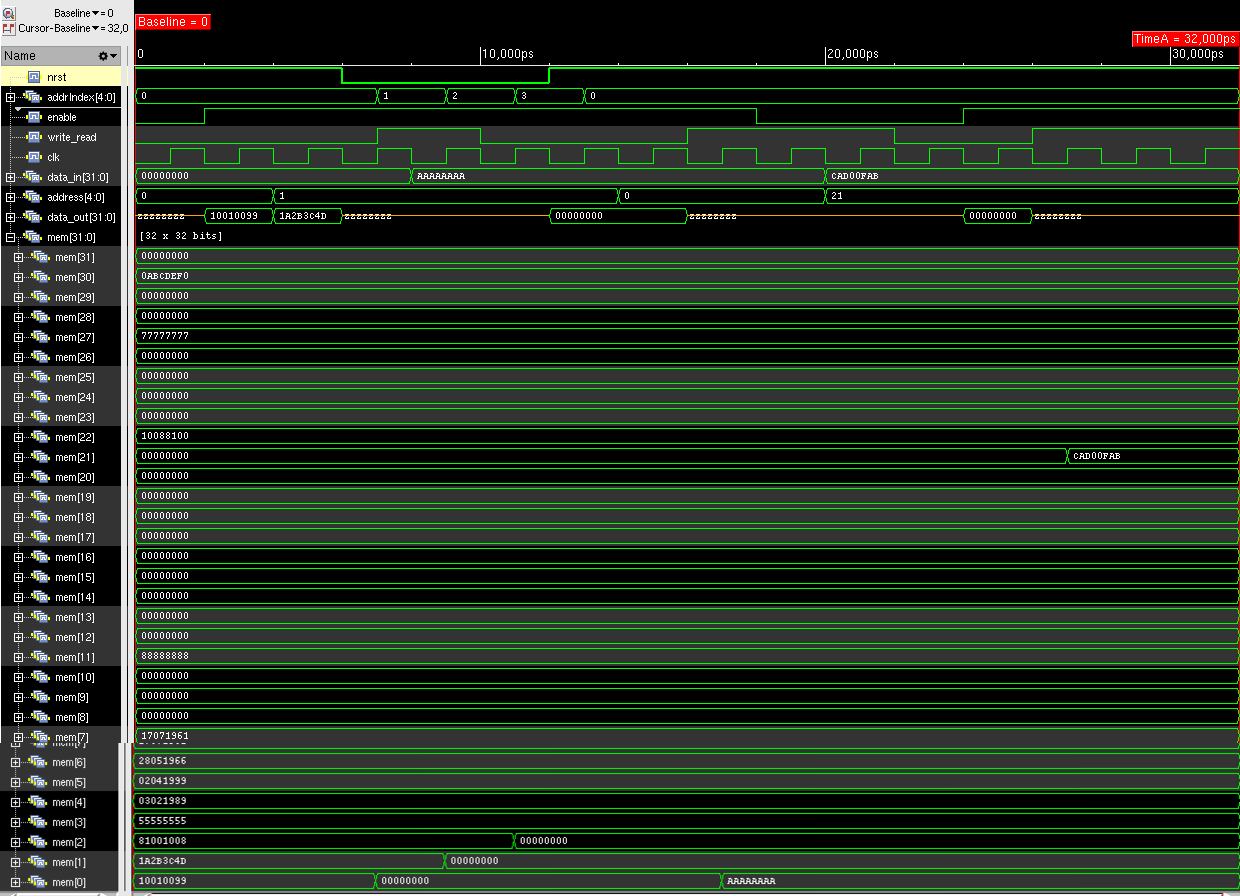 Baseline▼=0
Cursor-Baseline▼=32,0
Baseline = 0
TimeA = 32,000ps
Name
0 10,000ps 20,000ps 30,000ps
nrst
addrIndex[4:0] 0 1 2 3 0
enable
write_read
clk
data_in[31:0] 00000000 AAAAAAAA CAD00FAB
address[4:0] 0 1 0 21
data_out[31:0] zzzzzzzz 10010099 1A2B3C4D zzzzzzzz 00000000 zzzzzzzz 00000000 zzzzzzzz
mem[31:0] [32 x 32 bits]
mem[31] 00000000
mem[30] 0ABCDEF0
mem[29] 00000000
mem[28] 00000000
mem[27] 77777777
mem[26] 00000000
mem[25] 00000000
mem[24] 00000000
mem[23] 00000000
mem[22] 10088100
mem[21] 00000000 CAD00FAB
mem[20] 00000000
mem[19] 00000000
mem[18] 00000000
mem[17] 00000000
mem[16] 00000000
mem[15] 00000000
mem[14] 00000000
mem[13] 00000000
mem[12] 00000000
mem[11] 88888888
mem[10] 00000000
mem[9] 00000000
mem[8] 00000000
mem[7] 17071961
mem[6] 28051966
mem[5] 02041999
mem[4] 03021989
mem[3] 55555555
mem[2] 81001008 00000000
mem[1] 1A2B3C4D 00000000
mem[0] 10010099 00000000 AAAAAAAA